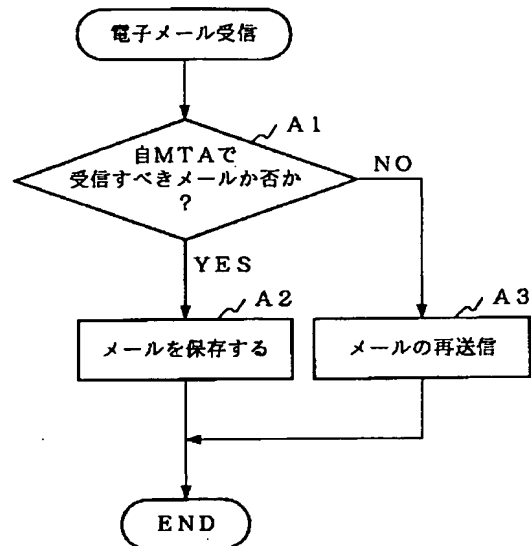 電子メール受信
A1
自MTAで
受信すべきメールか否か
?
NO
YES
A2
メールを保存する
A3
メールの再送信
END